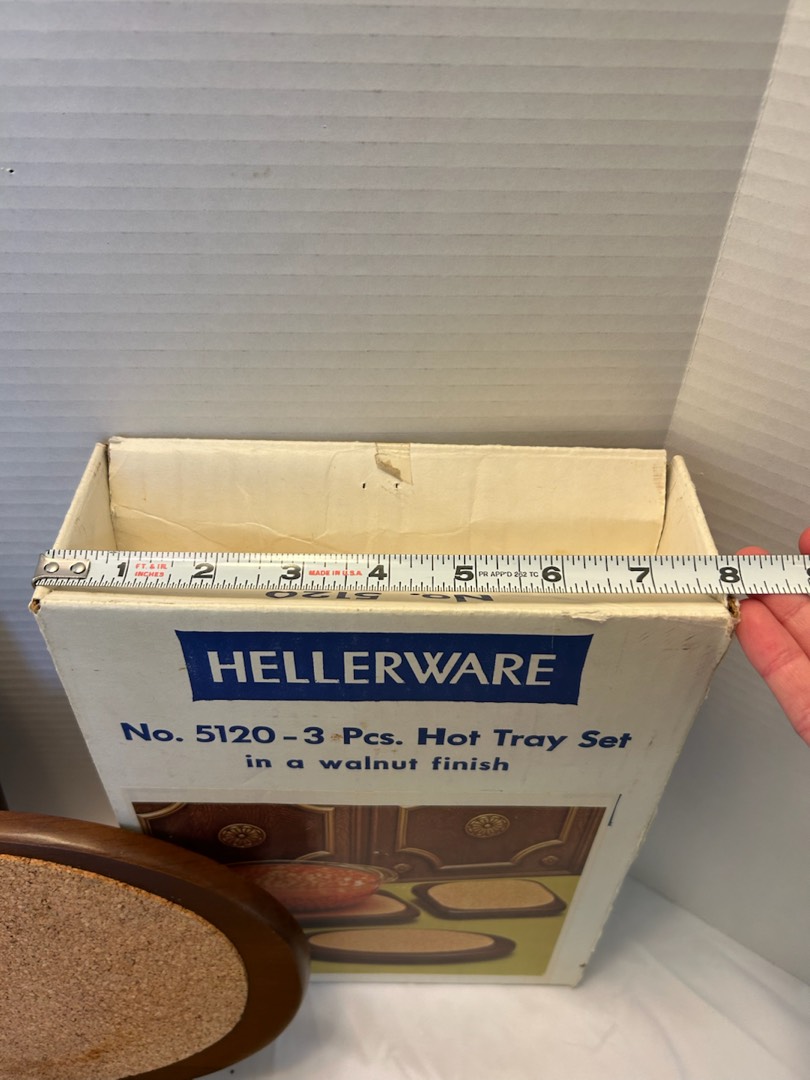 1 FT. & IN. INCHES 2 3 MADE IN U.S.A 4 5 PR APP'D 2 52 TC 6 7 8
No. 5120
HELLERWARE
No. 5120 - 3 Pcs. Hot Tray Set
in a walnut finish